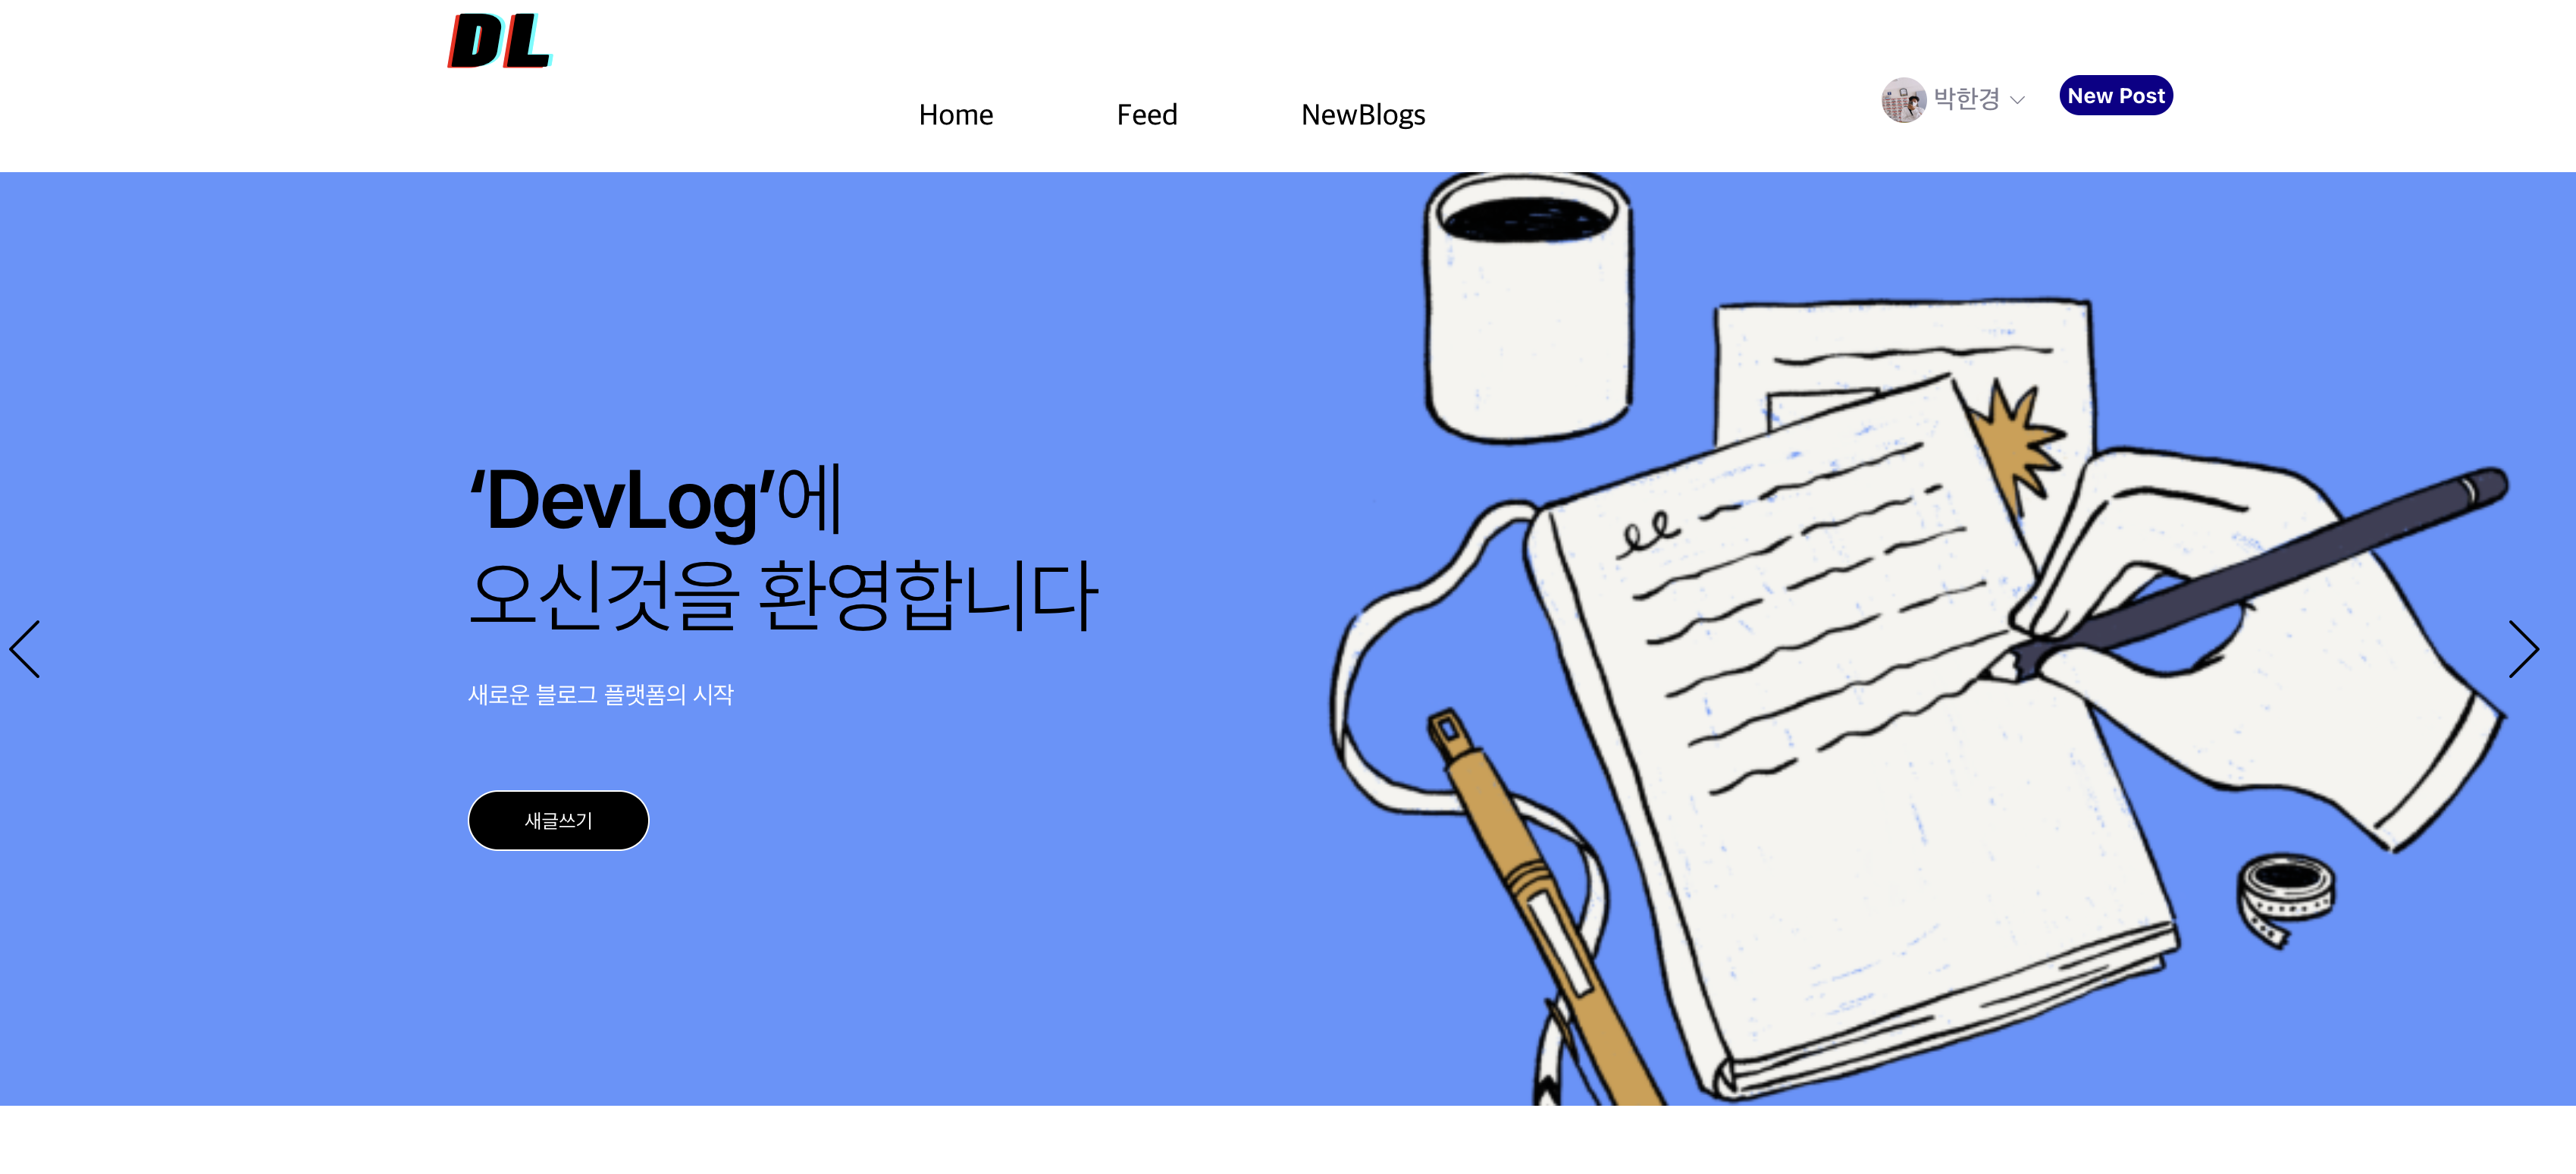 DL
Home Feed NewBlogs
박한경
New Post
‘DevLog’에
오신것을 환영합니다
새로운 블로그 플랫폼의 시작
새글쓰기